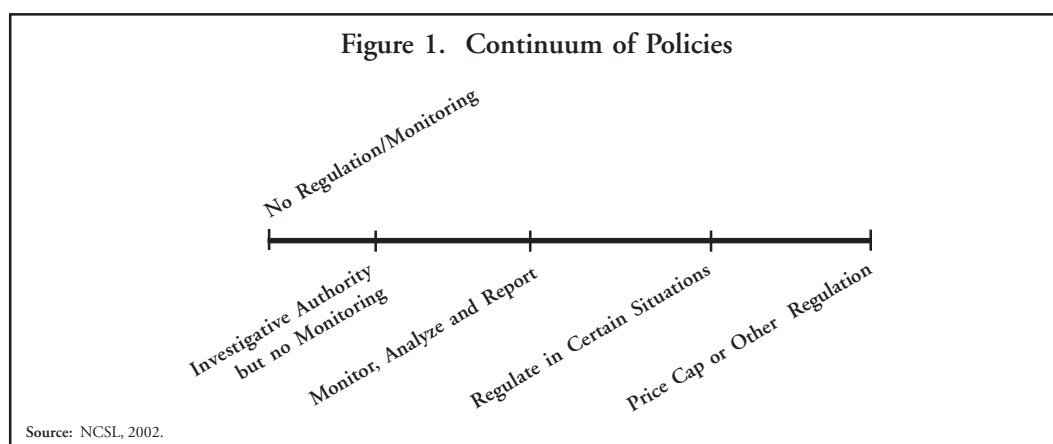 Figure 1. Continuum of Policies
No Regulation/Monitoring
Investigative Authority
but no Monitoring
Monitor, Analyze and Report
Regulate in Certain Situations
Price Cap or Other Regulation
Source: NCSL, 2002.